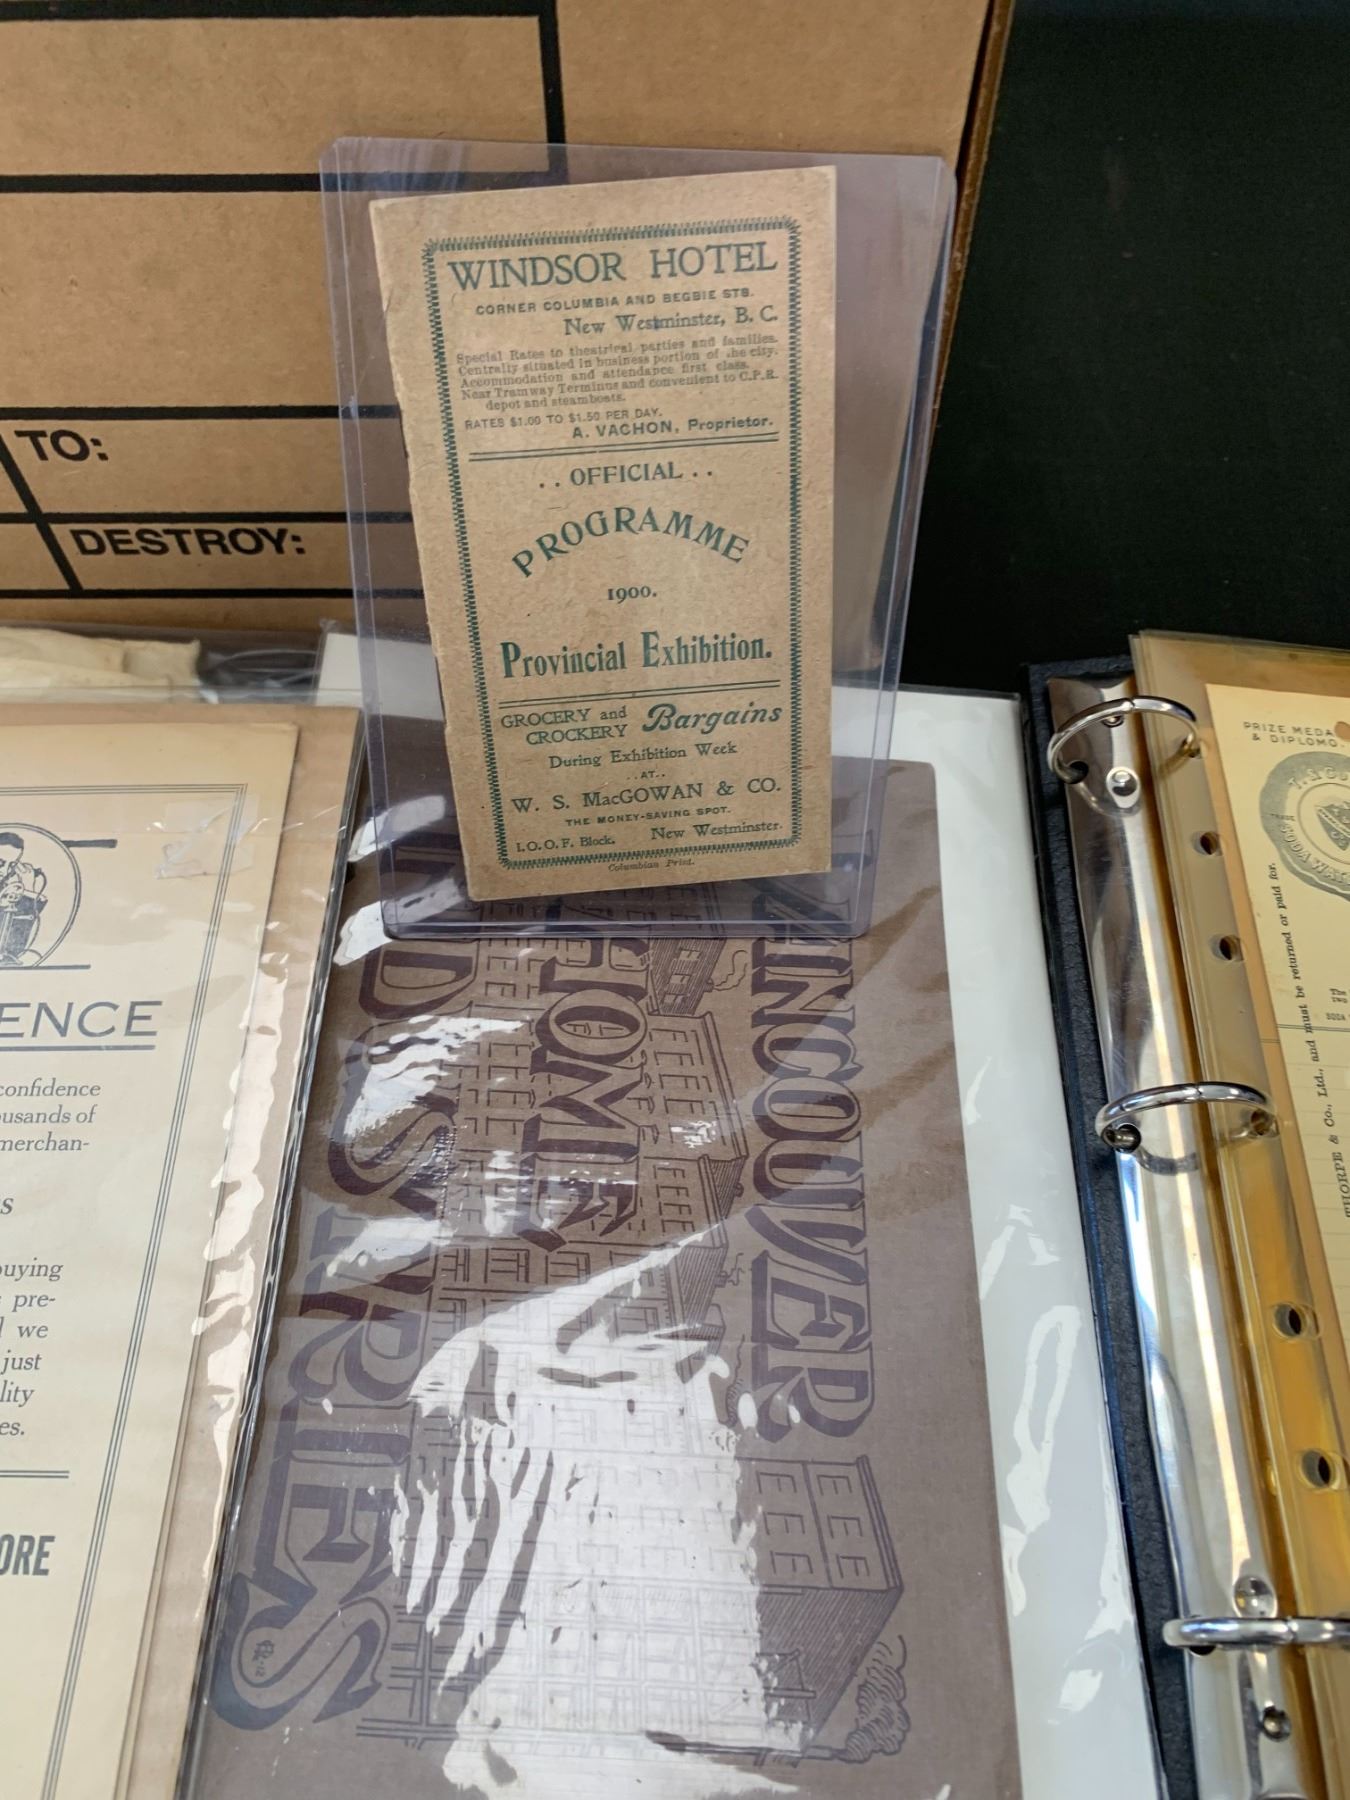 TO:
DESTROY:
WINDSOR HOTEL
CORNER COLUMBIA AND BEGBIE STS.
New Westminster, B. C.
Special Rates to theatrical parties and families.
Centrally situated in business portion of the city.
Accommodation and attendance first class.
Near Tramway Terminus and convenient to C.P.R.
depot and steamboats.
RATES $1.00 TO $1.50 PER DAY.
A. VACHON, Proprietor.
. . OFFICIAL . .
PROGRAMME
1900.
Provincial Exhibition.
GROCERY and
CROCKERY Bargains
During Exhibition Week
..AT..
W. S. MacGOWAN & CO.
THE MONEY-SAVING SPOT.
I.O.O.F. Block. New Westminster.
Columbian Print.
ENCE
confidence
ousands of
merchan-
s
buying
pre-
we
just
lity
es.
ORE
VANCOUVER
HOME
INDUSTRIES
PRIZE MEDA
& DIPLOMO.
SODA WAT
THORPE & Co., Ltd., and must be returned or paid for.